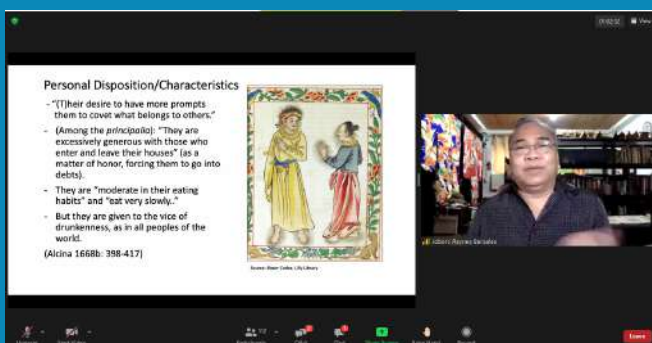 View
Personal Disposition/Characteristics
- "(T)heir desire to have more prompts
them to covet what belongs to others."
- (Among the principalia): "They are
excessively generous with those who
enter and leave their houses" (as a
matter of honor, forcing them to go into
debts).
- They are "moderate in their eating
habits" and "eat very slowly.."
- But they are given to the vice of
drunkenness, as in all peoples of the
world.
(Alcina 1668b: 398-417)
Source: Boxer Codex, Lilly Library
Leave